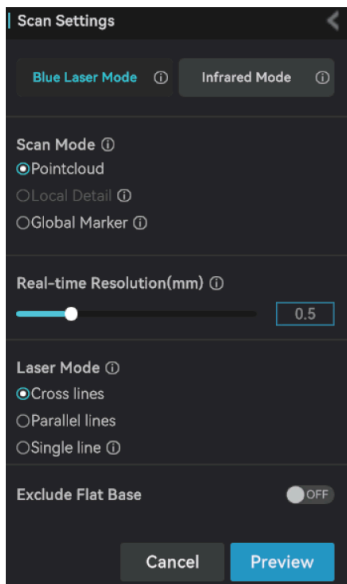 Scan Settings
Blue Laser Mode
Infrared Mode
Scan Mode
Pointcloud
Local Detail
Global Marker
Real-time Resolution(mm)
0.5
Laser Mode
Cross lines
Parallel lines
Single line
Exclude Flat Base
OFF
Cancel
Preview